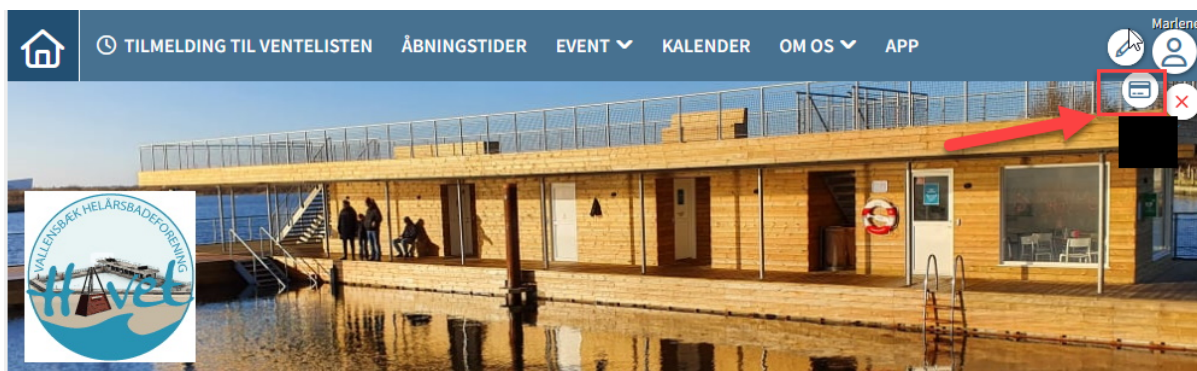 Marlene
TILMELDING TIL VENTELISTEN ÅBNINGSTIDER EVENT KALENDER OM OS APP
VALLENSBÆK HELÅRSBADEFORENING
Havet